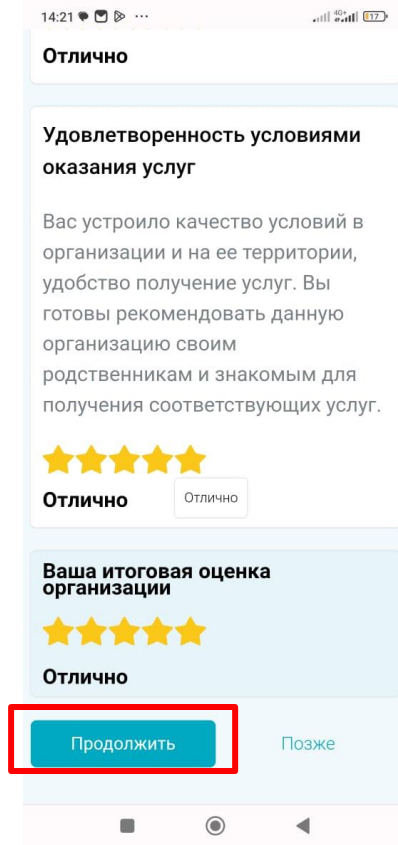 14:21
4G+
17
Отлично
Удовлетворенность условиями
оказания услуг
Вас устроило качество условий в
организации и на ее территории,
удобство получение услуг. Вы
готовы рекомендовать данную
организацию своим
родственникам и знакомым для
получения соответствующих услуг.
Отлично
Отлично
Ваша итоговая оценка
организации
Отлично
Продолжить
Позже